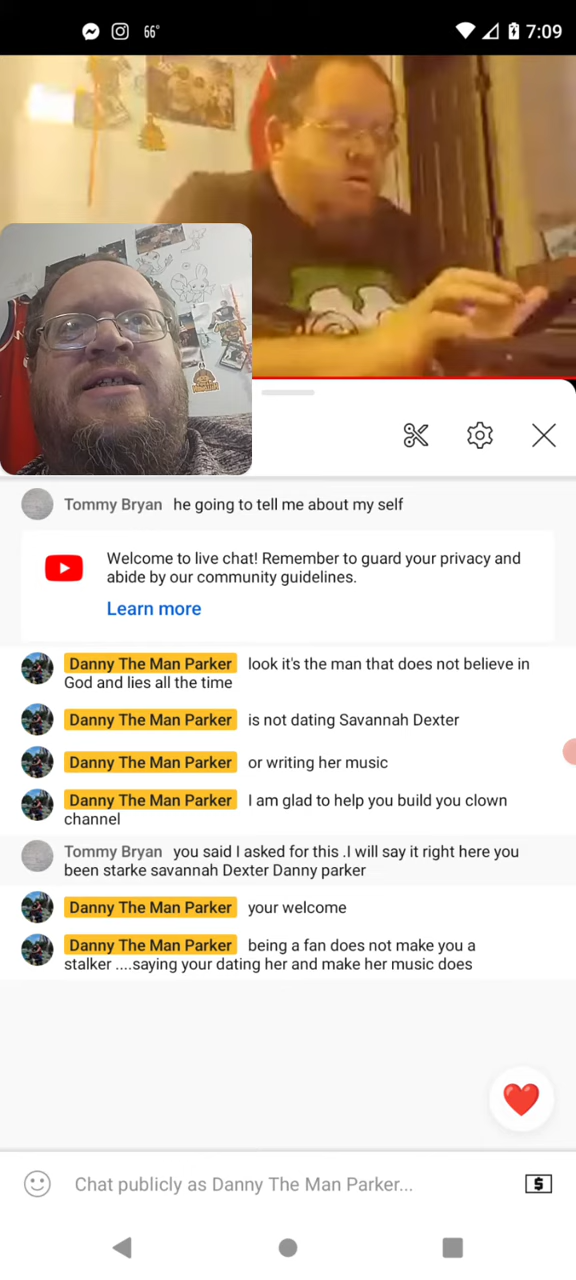 66°
7:09
Tommy Bryan he going to tell me about my self
Welcome to live chat! Remember to guard your privacy and
abide by our community guidelines.
Learn more
Danny The Man Parker look it's the man that does not believe in
God and lies all the time
Danny The Man Parker is not dating Savannah Dexter
Danny The Man Parker or writing her music
Danny The Man Parker I am glad to help you build you clown
channel
Tommy Bryan you said I asked for this .I will say it right here you
been starke savannah Dexter Danny parker
Danny The Man Parker your welcome
Danny The Man Parker being a fan does not make you a
stalker ....saying your dating her and make her music does
Chat publicly as Danny The Man Parker...
$